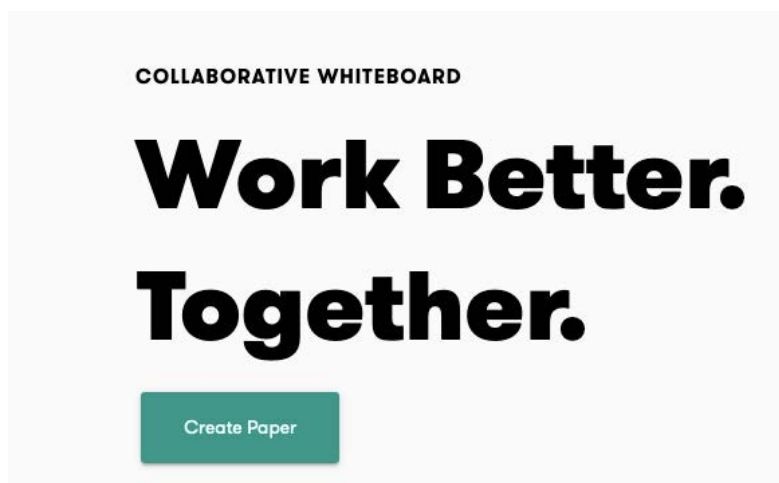 COLLABORATIVE WHITEBOARD
Work Better.
Together.
Create Paper